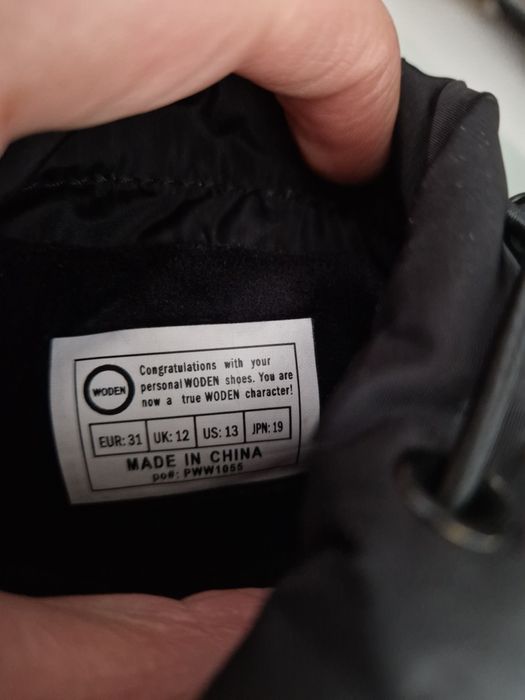 WODEN
Congratulations with your
personal WODEN shoes. You are
now a true WODEN character!
EUR: 31 UK: 12 US: 13 JPN: 19
MADE IN CHINA
po#: PWW1055